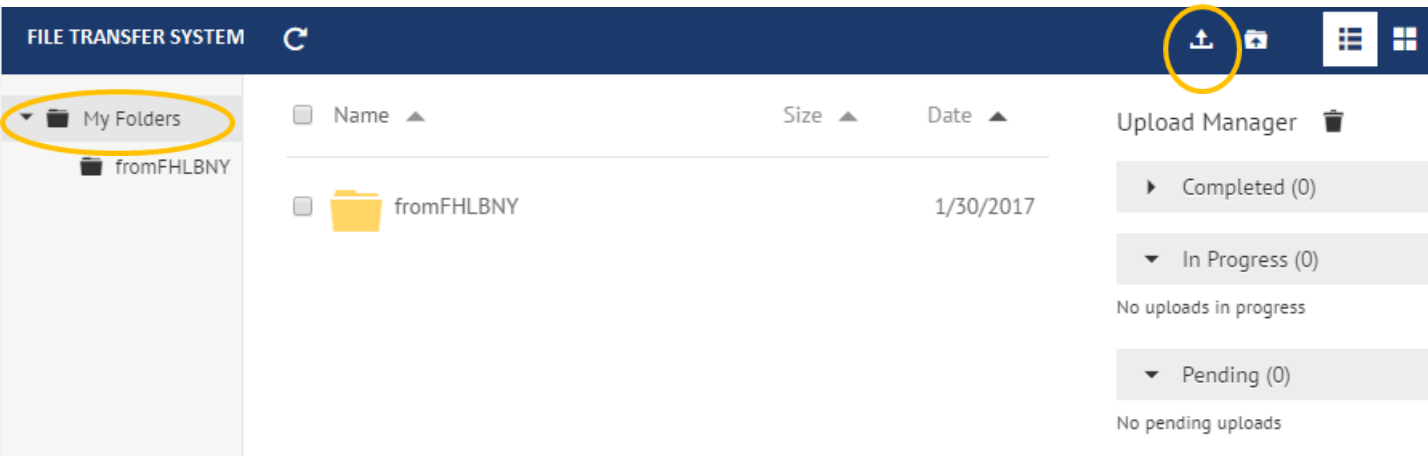 FILE TRANSFER SYSTEM
My Folders
fromFHLBNY
Name Size Date
fromFHLBNY 1/30/2017
Upload Manager
Completed (0)
In Progress (0)
No uploads in progress
Pending (0)
No pending uploads